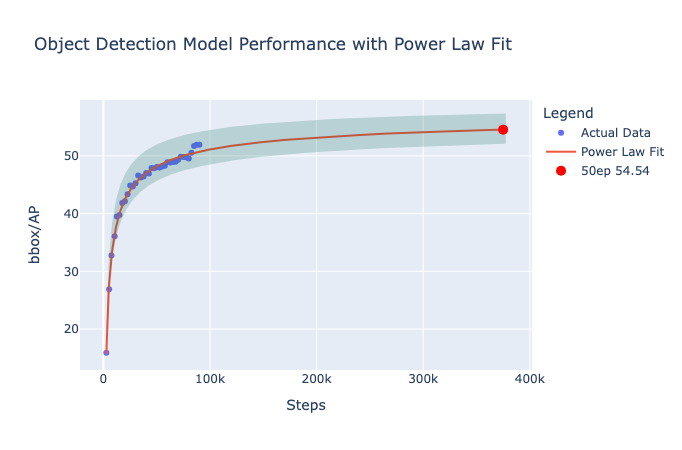 Object Detection Model Performance with Power Law Fit
Legend
Actual Data
Power Law Fit
50ep 54.54
bbox/AP
50
40
30
20
0
100k
200k
300k
400k
Steps